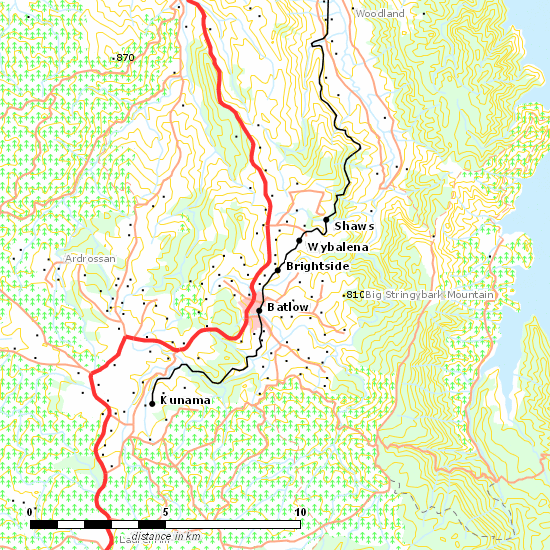 Woodland
870
Shaws
Wybalena
Ardrossan
Brightside
810
Big Stringybark Mountain
Batlow
Kunama
0
5
10
distance in km